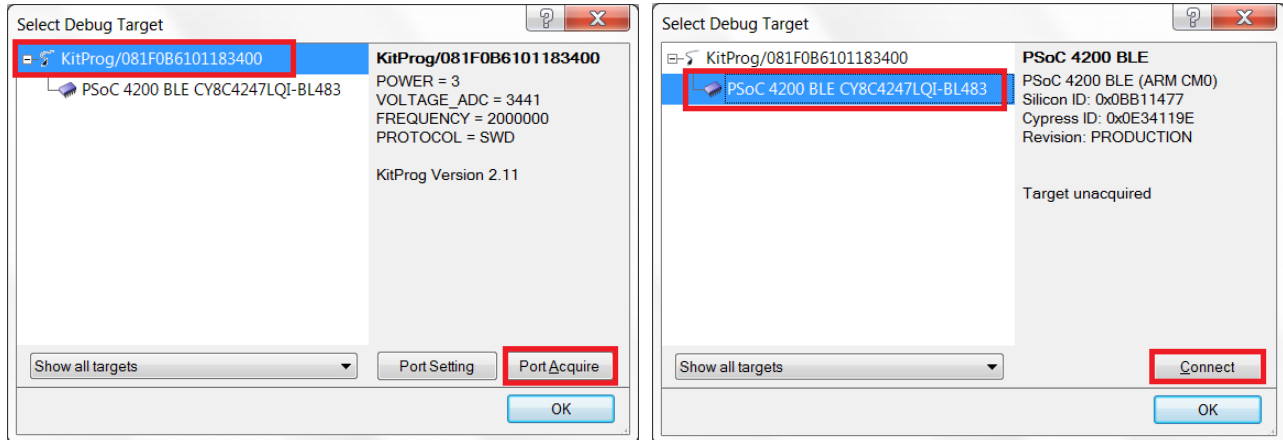 Select Debug Target
KitProg/081F0B6101183400
PSoC 4200 BLE CY8C4247LQI-BL483
KitProg/081F0B6101183400
POWER = 3
VOLTAGE_ADC = 3441
FREQUENCY = 2000000
PROTOCOL = SWD
KitProg Version 2.11
Show all targets
Port Setting
Port Acquire
OK
Select Debug Target
KitProg/081F0B6101183400
PSoC 4200 BLE CY8C4247LQI-BL483
PSoC 4200 BLE
PSoC 4200 BLE (ARM CM0)
Silicon ID: 0x0BB11477
Cypress ID: 0x0E34119E
Revision: PRODUCTION
Target unacquired
Show all targets
Connect
OK